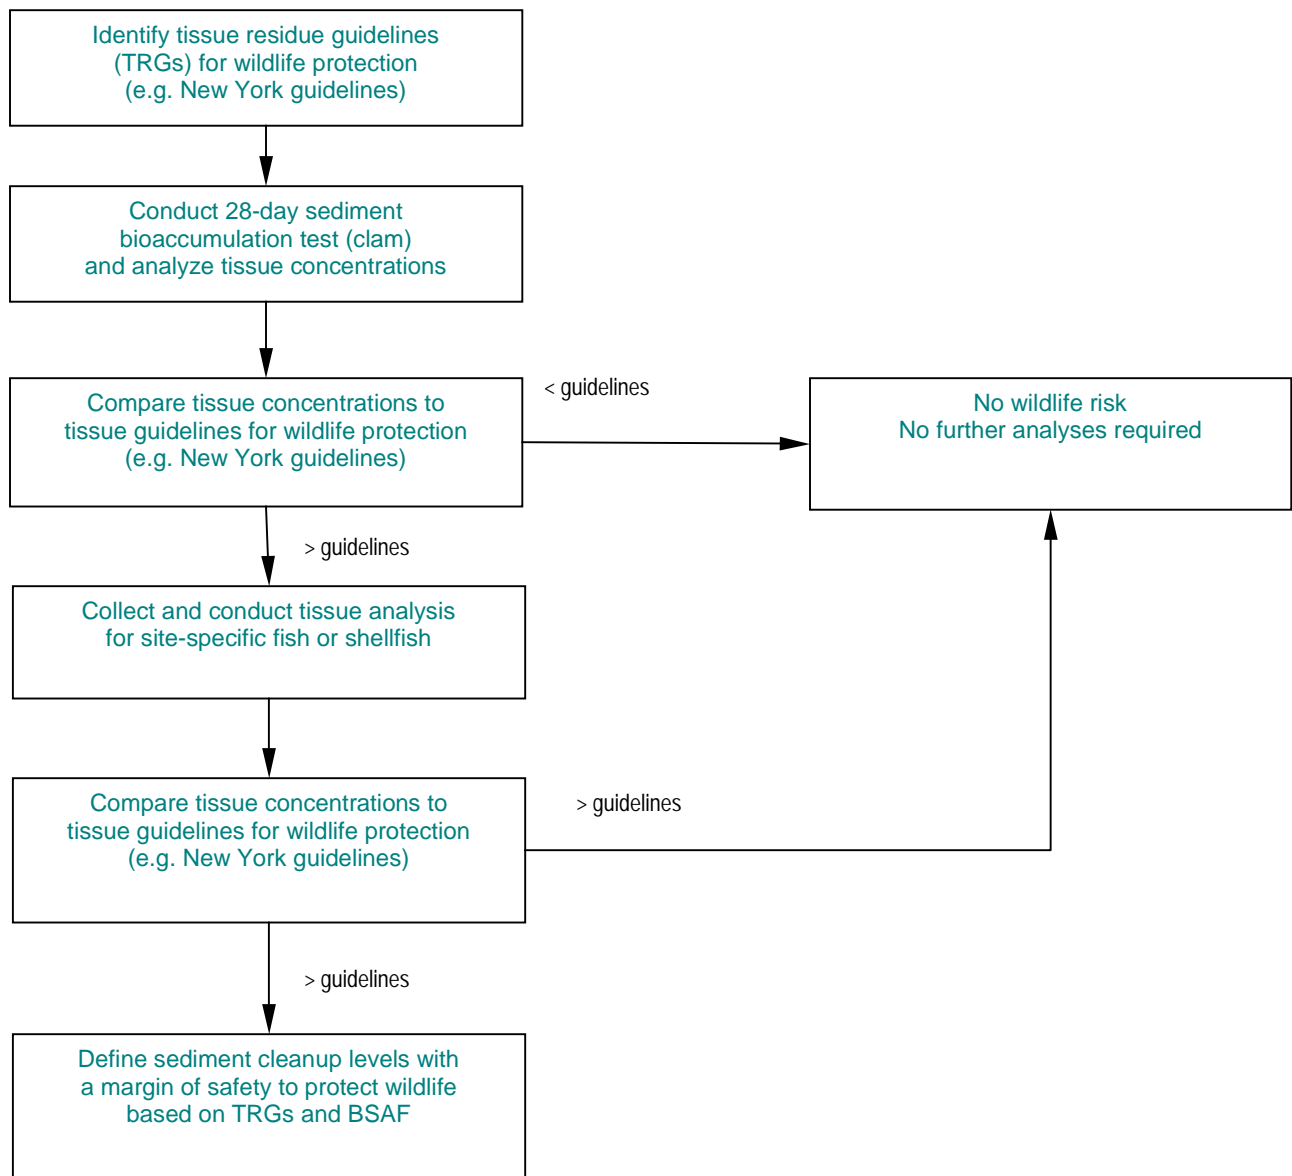 Identify tissue residue guidelines
(TRGs) for wildlife protection
(e.g. New York guidelines)
Conduct 28-day sediment
bioaccumulation test (clam)
and analyze tissue concentrations
Compare tissue concentrations to
tissue guidelines for wildlife protection
(e.g. New York guidelines)
< guidelines
No wildlife risk
No further analyses required
> guidelines
Collect and conduct tissue analysis
for site-specific fish or shellfish
Compare tissue concentrations to
tissue guidelines for wildlife protection
(e.g. New York guidelines)
> guidelines
> guidelines
Define sediment cleanup levels with
a margin of safety to protect wildlife
based on TRGs and BSAF